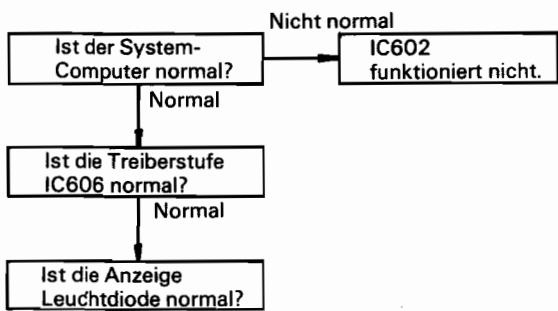 Nicht normal
Ist der System-
Computer normal?
IC602
funktioniert nicht.
Normal
Ist die Treiberstufe
IC606 normal?
Normal
Ist die Anzeige
Leuchtdiode normal?